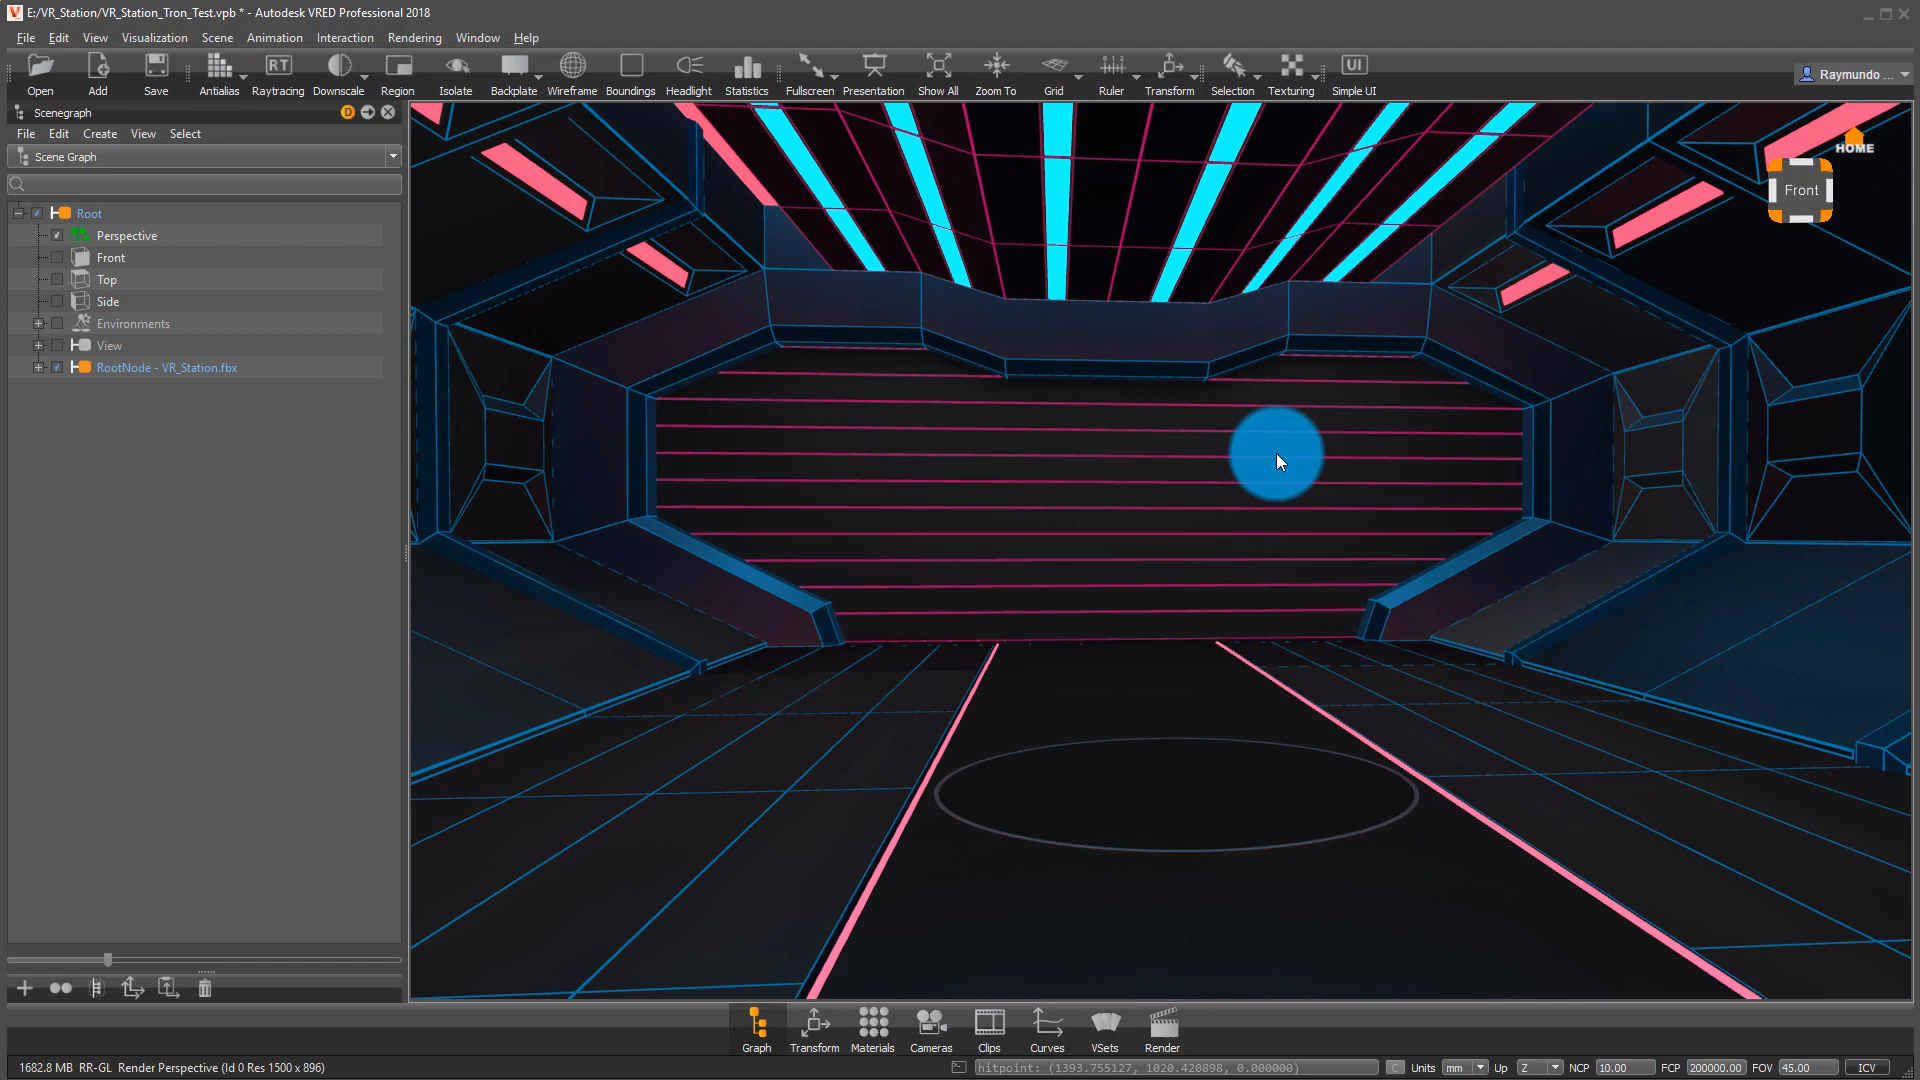 E:/VR_Station/VR_Station_Tron_Test.vpb * - Autodesk VRED Professional 2018
File Edit View Visualization Scene Animation Interaction Rendering Window Help
RT UI
Open Add Save Antialias Raytracing Downscale Region Isolate Backplate Wireframe Boundings Headlight Statistics Fullscreen Presentation Show All Zoom To Grid Ruler Transform Selection Texturing Simple UI
Raymundo ...
Scenegraph D
File Edit Create View Select
Scene Graph
HOME
Front
Root
Perspective
Front
Top
Side
Environments
View
RootNode - VR_Station.fbx
Graph Transform Materials Cameras Clips Curves VSets Render
1682.8 MB RR-GL Render Perspective (Id 0 Res 1500 x 896) hitpoint: (1393.755127, 1020.420898, 0.000000) C Units mm Up Z NCP 10.00 FCP 200000.00 FOV 45.00 ICV